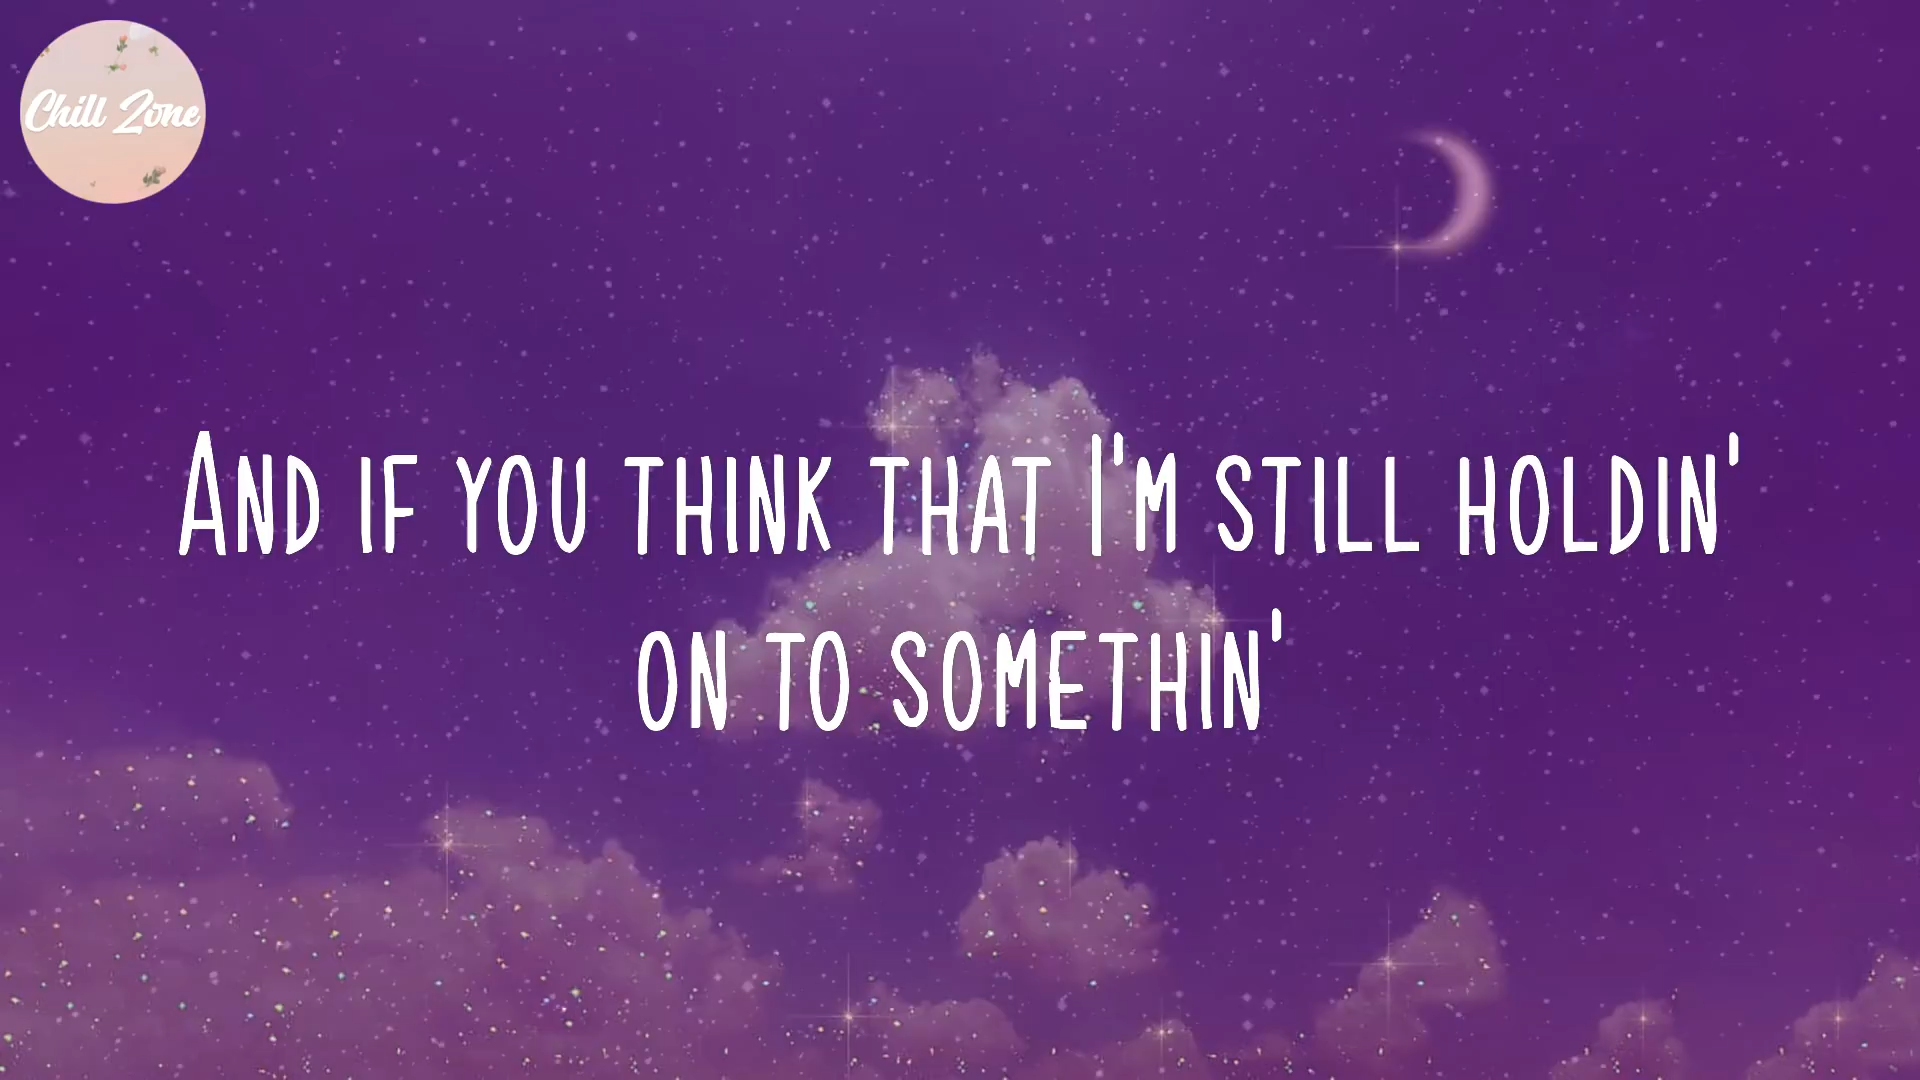 Chill Zone
AND IF YOU THINK THAT I'M STILL HOLDIN'
ON TO SOMETHIN'